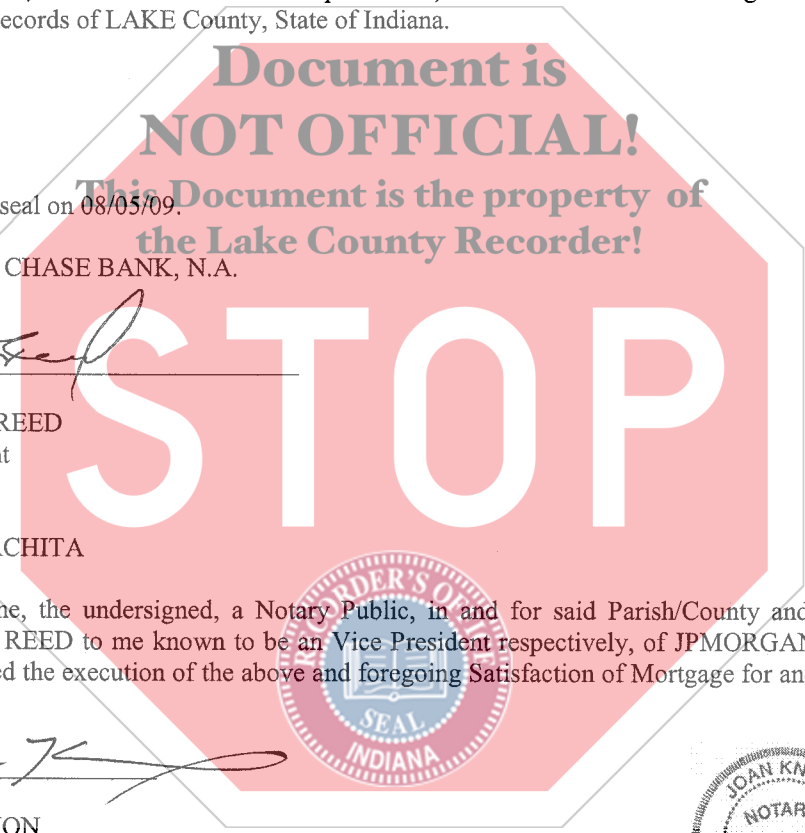 ecords of LAKE County, State of Indiana.
Document is
NOT OFFICIAL!
This Document is the property of
the Lake County Recorder!
seal on 08/05/09.
CHASE BANK, N.A.
STOP
REED
nt
ACHITA
RECORDER'S OFFICE
SEAL
INDIANA
ne, the undersigned, a Notary Public, in and for said Parish/County and
REED to me known to be an Vice President respectively, of JPMORGAN
ed the execution of the above and foregoing Satisfaction of Mortgage for an
JOAN KN
NOTAR
ION